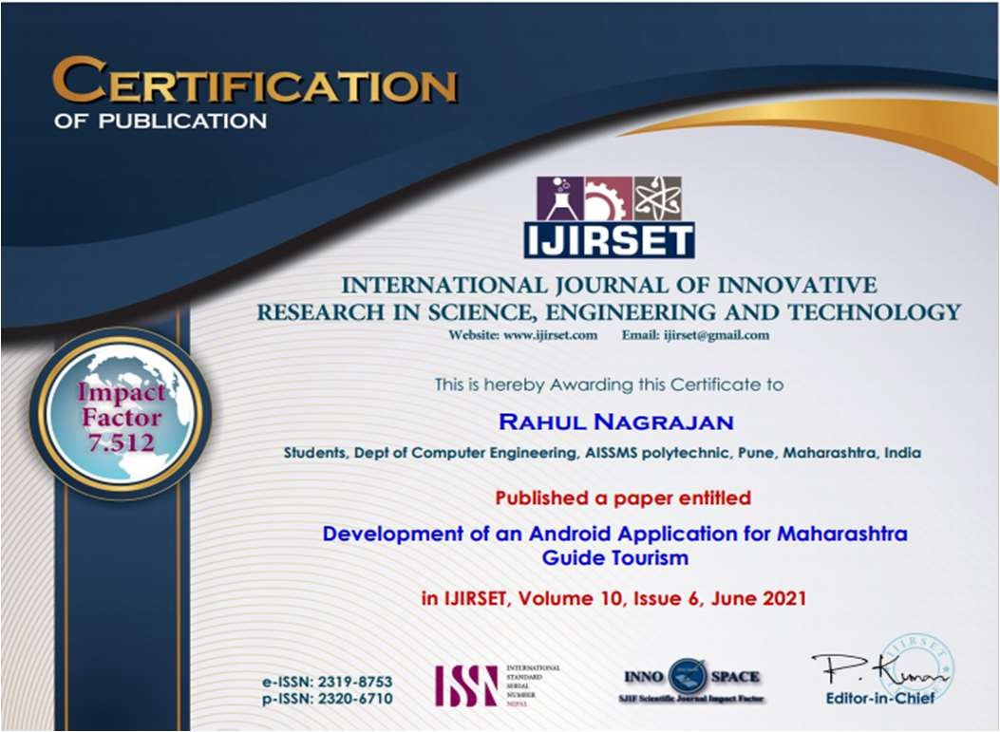 CERTIFICATION
OF PUBLICATION
IJIRSET
INTERNATIONAL JOURNAL OF INNOVATIVE
RESEARCH IN SCIENCE, ENGINEERING AND TECHNOLOGY
Website: www.ijirset.com Email: ijirset@gmail.com
This is hereby Awarding this Certificate to
RAHUL NAGRAJAN
Students, Dept of Computer Engineering, AISSMS polytechnic, Pune, Maharashtra, India
Impact
Factor
7.512
Published a paper entitled
Development of an Android Application for Maharashtra
Guide Tourism
in IJIRSET, Volume 10, Issue 6, June 2021
e-ISSN: 2319-8753
p-ISSN: 2320-6710
ISSN
INTERNATIONAL
STANDARD
SERIAL
NUMBER
NEPAL
INNO SPACE
SJIF Scientific Journal Impact Factor
IJIRSET
P. Kumar
Editor-in-Chief